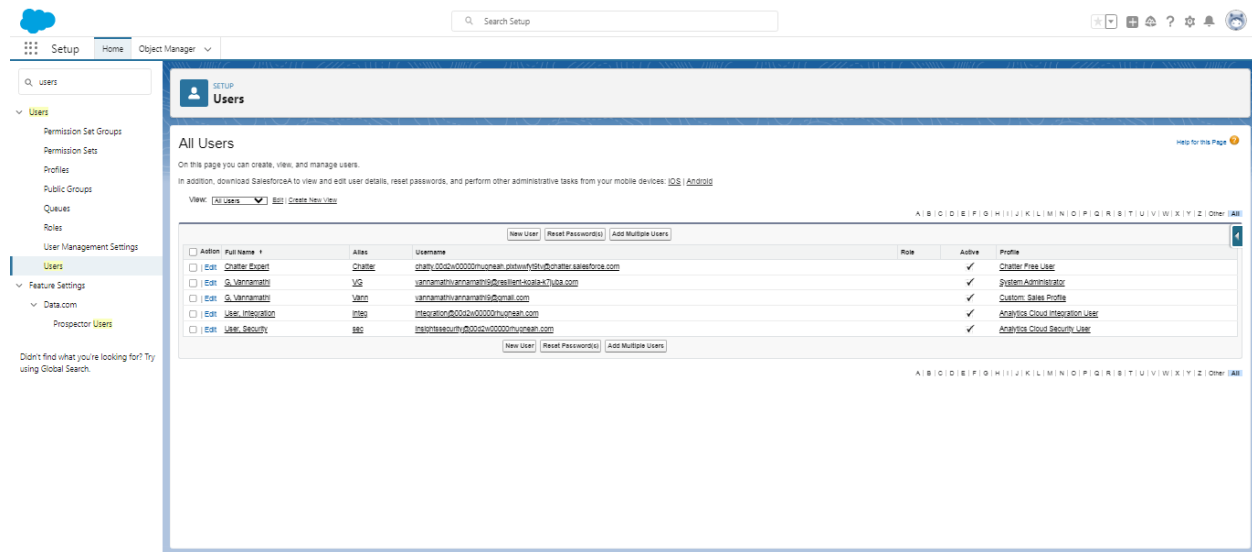 Search Setup
Setup Home Object Manager
users
Users
Permission Set Groups
Permission Sets
Profiles
Public Groups
Queues
Roles
User Management Settings
Users
Feature Settings
Data.com
Prospector Users
Didn't find what you're looking for? Try
using Global Search.
SETUP
Users
All Users
Help for this Page
On this page you can create, view, and manage users.
In addition, download SalesforceA to view and edit user details, reset passwords, and perform other administrative tasks from your mobile devices: iOS | Android
View: All Users Edit | Create New View
A | B | C | D | E | F | G | H | I | J | K | L | M | N | O | P | Q | R | S | T | U | V | W | X | Y | Z | Other All
New User Reset Password(s) Add Multiple Users
Action Full Name Alias Username Role Active Profile
| Edit Chatter Expert Chatter Chatter Free User
| Edit G, Vannamathi VG System Administrator
| Edit G, Vannamathi Vann vannamathivannamathi9@gmail.com Custom: Sales Profile
| Edit User, Integration integ integration@00d2w00000rhuqneah.com Analytics Cloud Integration User
| Edit User, Security sec insightssecurity@00d2w00000rhuqneah.com Analytics Cloud Security User
New User Reset Password(s) Add Multiple Users
A | B | C | D | E | F | G | H | I | J | K | L | M | N | O | P | Q | R | S | T | U | V | W | X | Y | Z | Other All